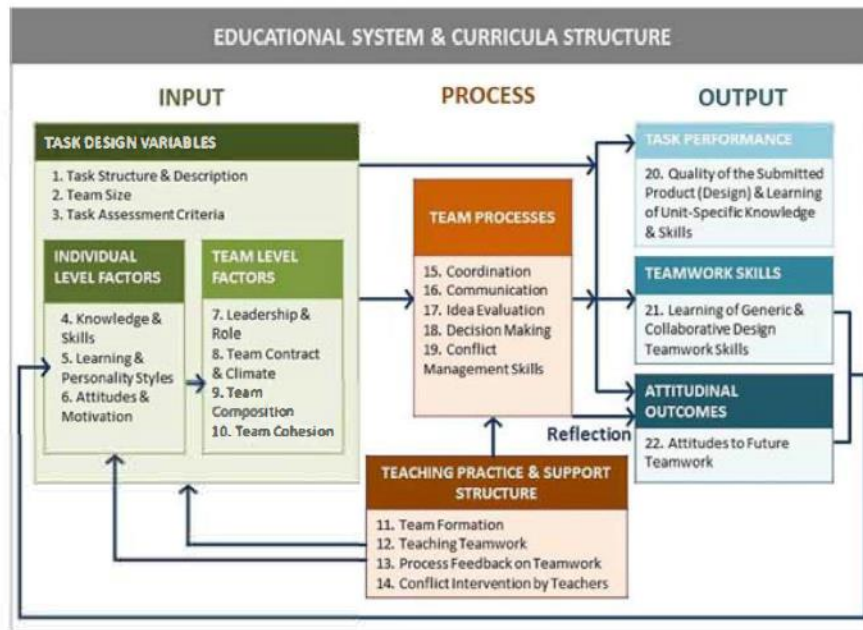 EDUCATIONAL SYSTEM & CURRICULA STRUCTURE
INPUT
PROCESS
OUTPUT
TASK DESIGN VARIABLES
1. Task Structure & Description
2. Team Size
3. Task Assessment Criteria
INDIVIDUAL
LEVEL FACTORS
4. Knowledge &
Skills
5. Learning &
Personality Styles
6. Attitudes &
Motivation
TEAM LEVEL
FACTORS
7. Leadership &
Role
8. Team Contract
& Climate
9. Team
Composition
10. Team Cohesion
TEAM PROCESSES
15. Coordination
16. Communication
17. Idea Evaluation
18. Decision Making
19. Conflict
Management Skills
Reflection
TEACHING PRACTICE & SUPPORT
STRUCTURE
11. Team Formation
12. Teaching Teamwork
13. Process Feedback on Teamwork
14. Conflict Intervention by Teachers
TASK PERFORMANCE
20. Quality of the Submitted
Product (Design) & Learning
of Unit-Specific Knowledge
& Skills
TEAMWORK SKILLS
21. Learning of Generic &
Collaborative Design
Teamwork Skills
ATTITUDINAL
OUTCOMES
22. Attitudes to Future
Teamwork